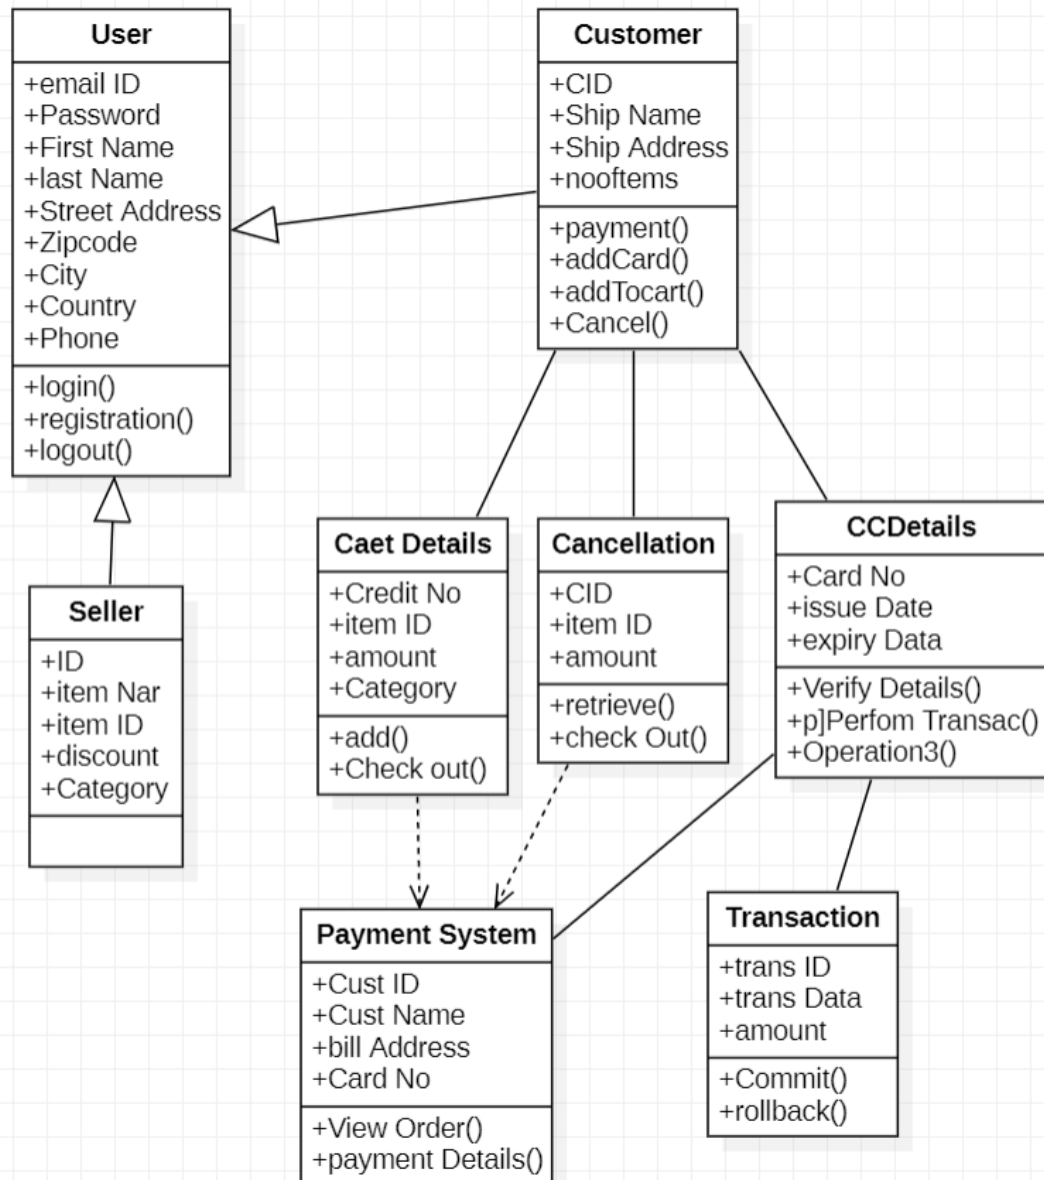 User
+email ID
+Password
+First Name
+last Name
+Street Address
+Zipcode
+City
+Country
+Phone
+login()
+registration()
+logout()
Customer
+CID
+Ship Name
+Ship Address
+nooftems
+payment()
+addCard()
+addTocart()
+Cancel()
Seller
+ID
+item Nar
+item ID
+discount
+Category
Caet Details
+Credit No
+item ID
+amount
+Category
+add()
+Check out()
Cancellation
+CID
+item ID
+amount
+retrieve()
+check Out()
CCDetails
+Card No
+issue Date
+expiry Data
+Verify Details()
+p]Perfom Transac()
+Operation3()
Payment System
+Cust ID
+Cust Name
+bill Address
+Card No
+View Order()
+payment Details()
Transaction
+trans ID
+trans Data
+amount
+Commit()
+rollback()